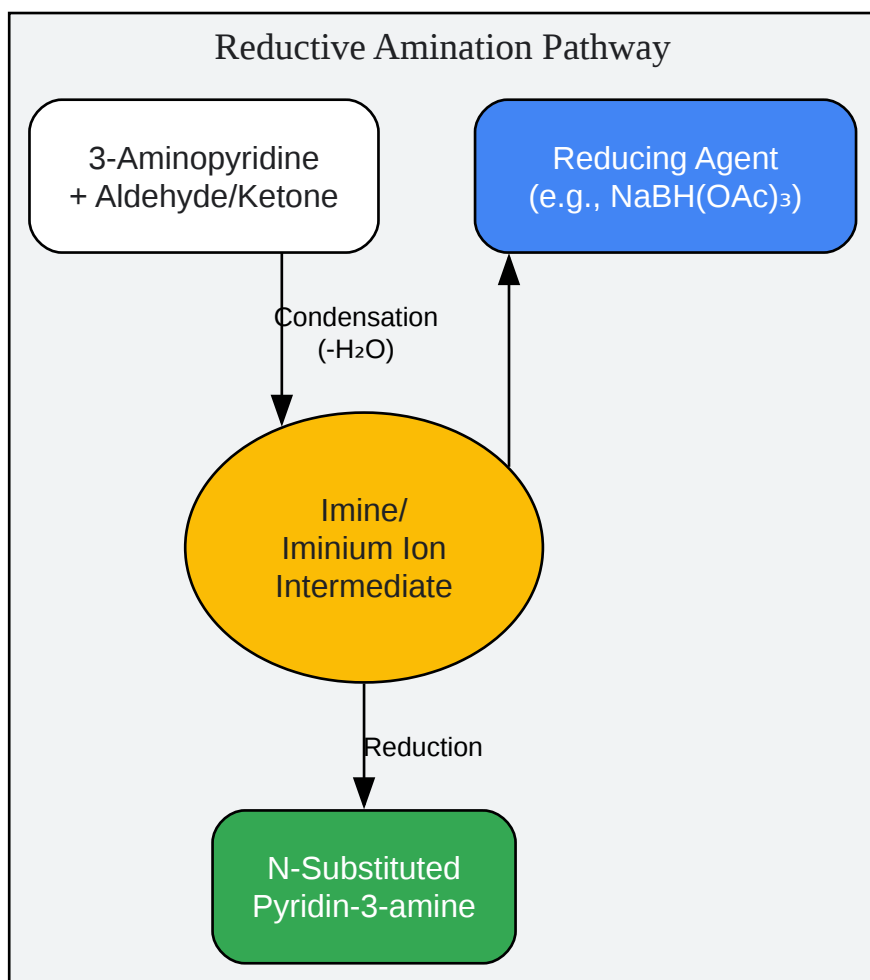 Reductive Amination Pathway
3-Aminopyridine
+ Aldehyde/Ketone
Reducing Agent
(e.g., NaBH(OAc)₃)
Condensation
(-H₂O)
Imine/
Iminium Ion
Intermediate
Reduction
N-Substituted
Pyridin-3-amine